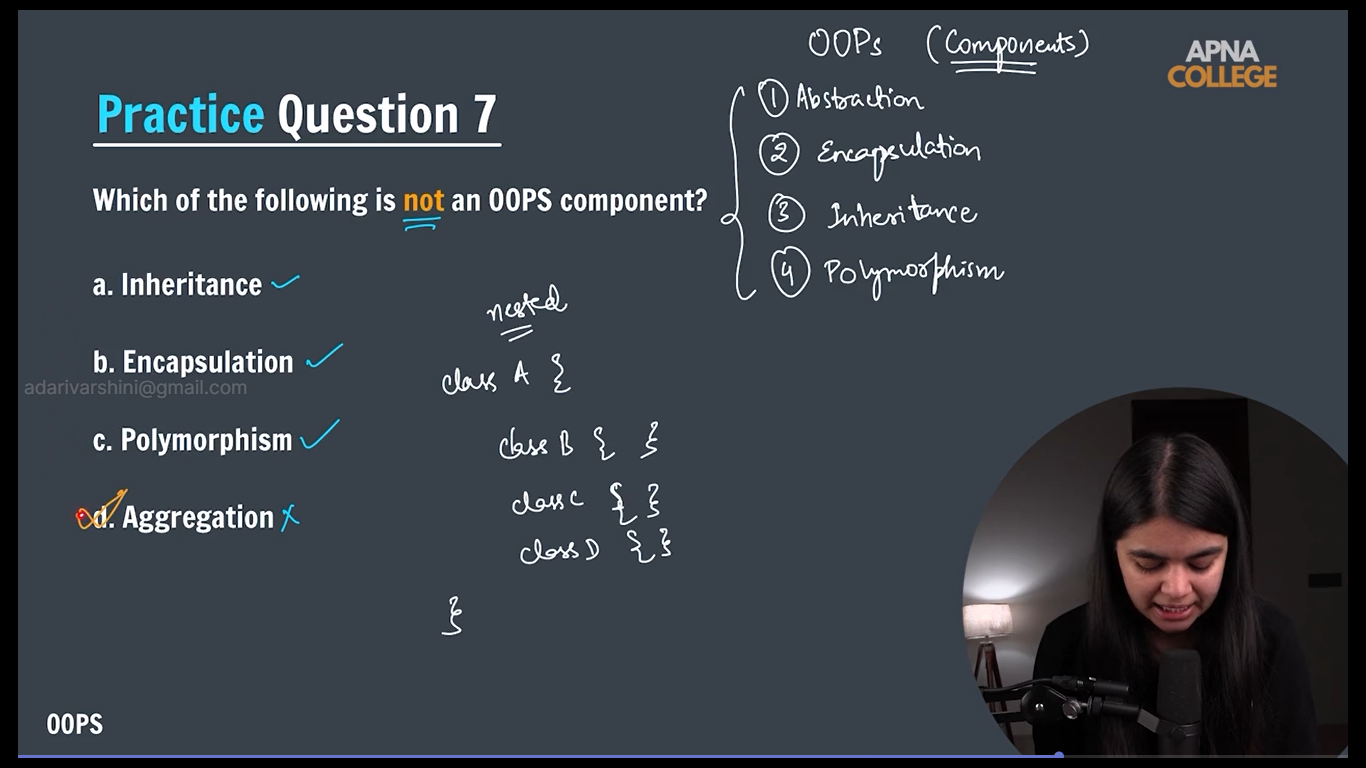 OOPs (Components)
APNA
COLLEGE
① Abstraction
② Encapsulation
③ Inheritance
④ Polymorphism
Practice Question 7
Which of the following is not an OOPS component?
a. Inheritance ✓
b. Encapsulation ✓
adarivarshini@gmail.com
c. Polymorphism ✓
d. Aggregation ✗
nested
class A {
class B { }
class C { }
class D { }
}
OOPS